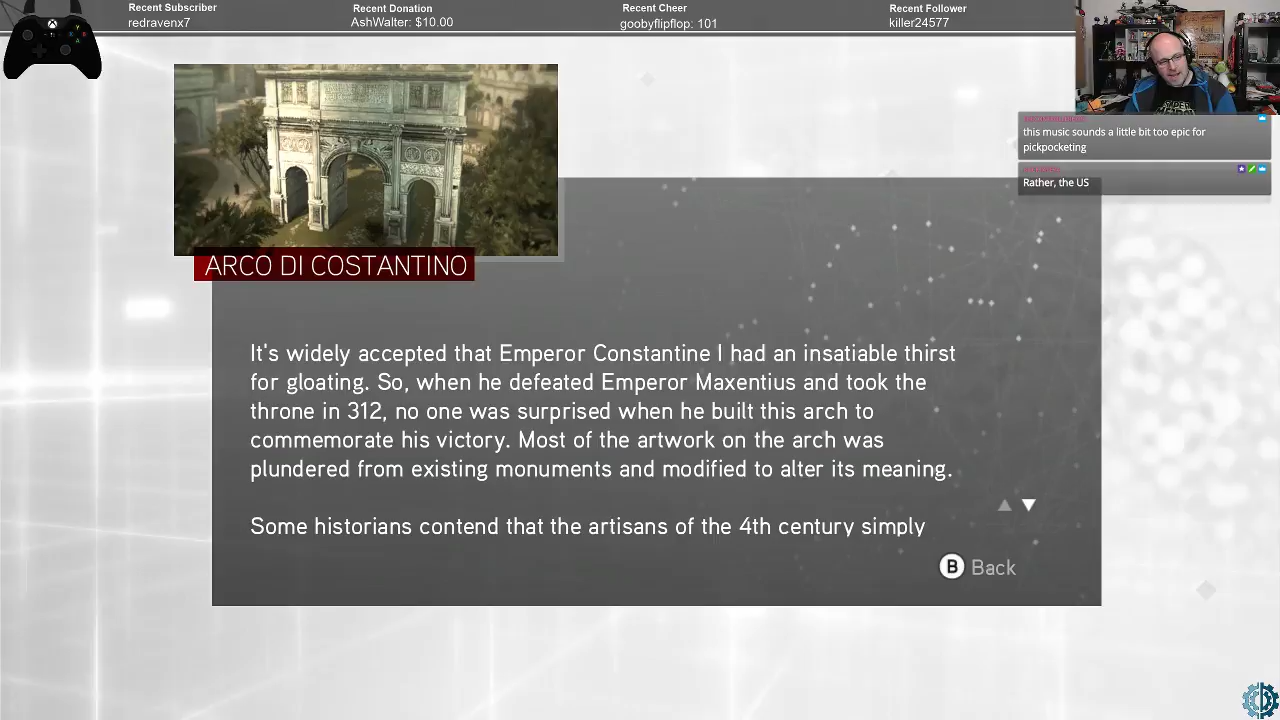 Recent Subscriber
redravenx7
Recent Donation
AshWalter: $10.00
Recent Cheer
goobyflipflop: 101
Recent Follower
killer24577
this music sounds a little bit too epic for
pickpocketing
Rather, the US
ARCO DI COSTANTINO
It's widely accepted that Emperor Constantine I had an insatiable thirst
for gloating. So, when he defeated Emperor Maxentius and took the
throne in 312, no one was surprised when he built this arch to
commemorate his victory. Most of the artwork on the arch was
plundered from existing monuments and modified to alter its meaning.
Some historians contend that the artisans of the 4th century simply
B Back